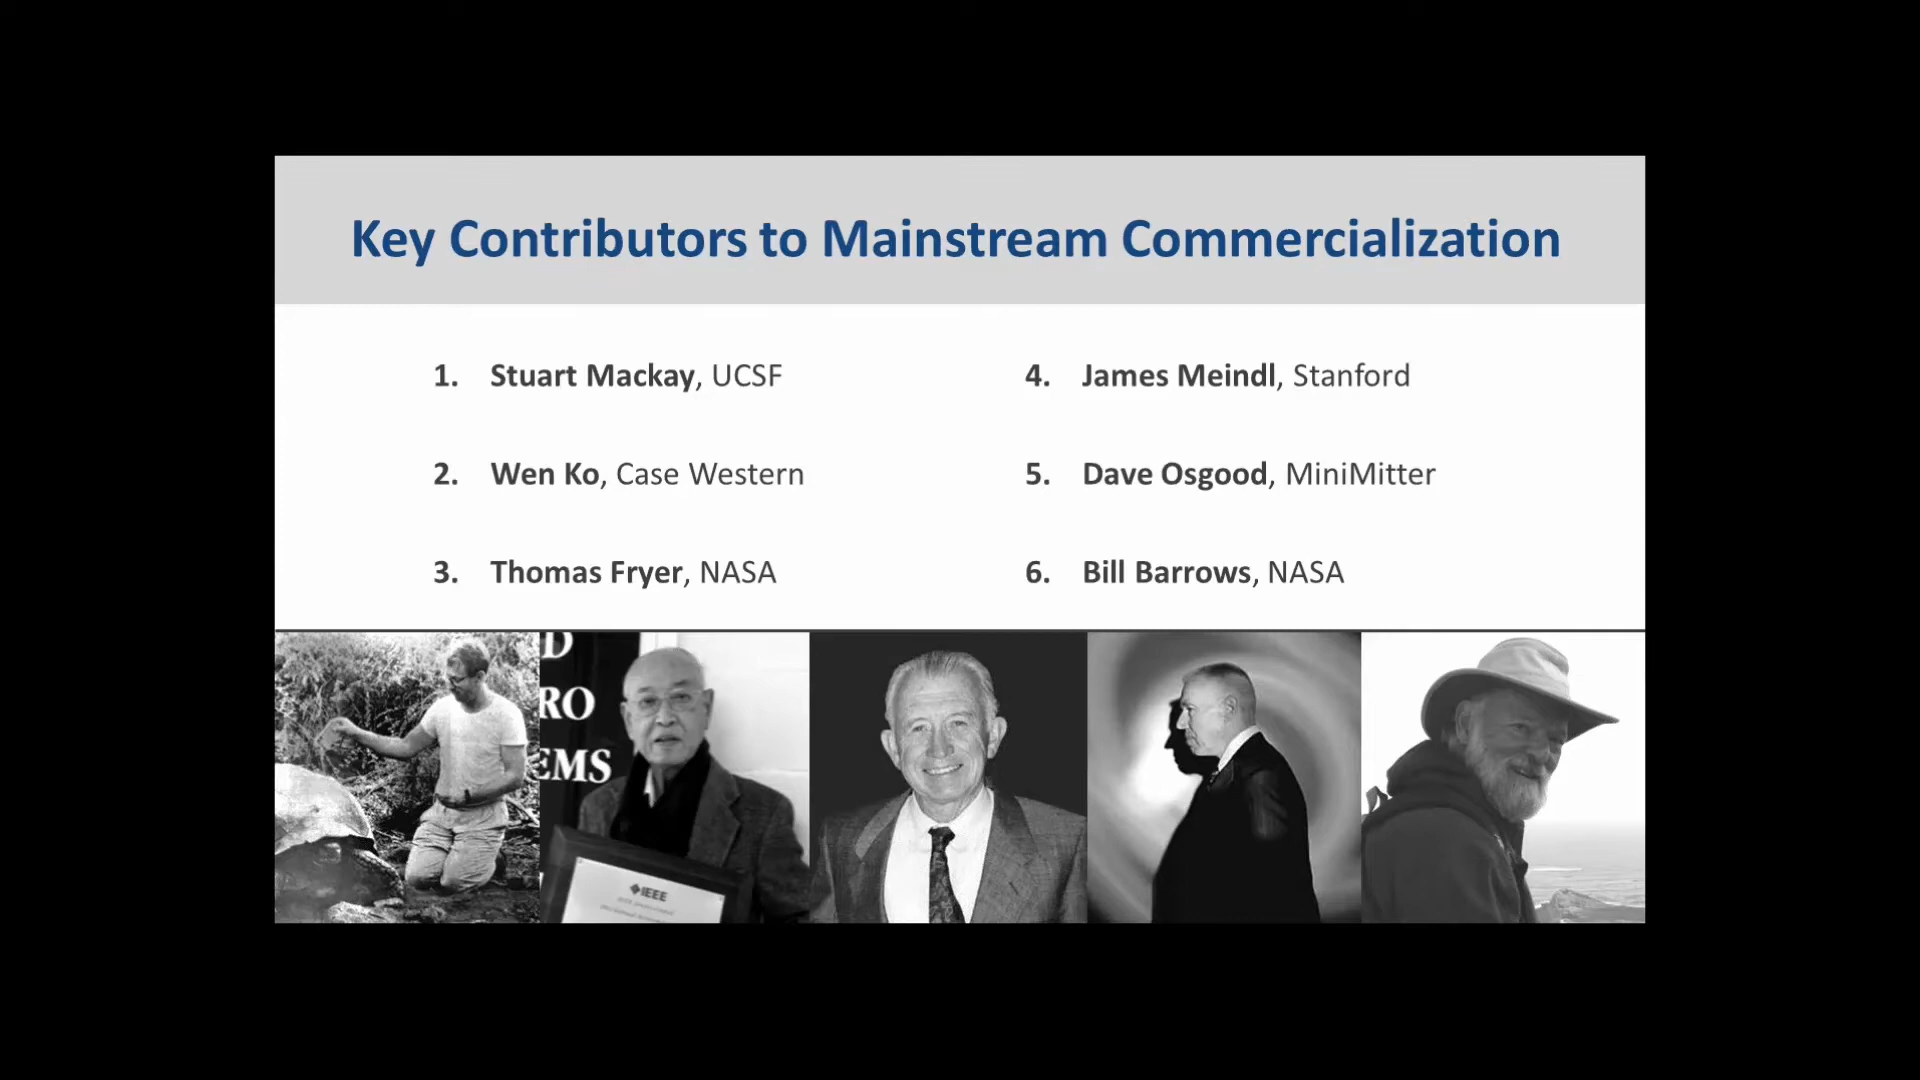 Key Contributors to Mainstream Commercialization
1. Stuart Mackay, UCSF
2. Wen Ko, Case Western
3. Thomas Fryer, NASA
4. James Meindl, Stanford
5. Dave Osgood, MiniMitter
6. Bill Barrows, NASA
D
RO
EMS
IEEE